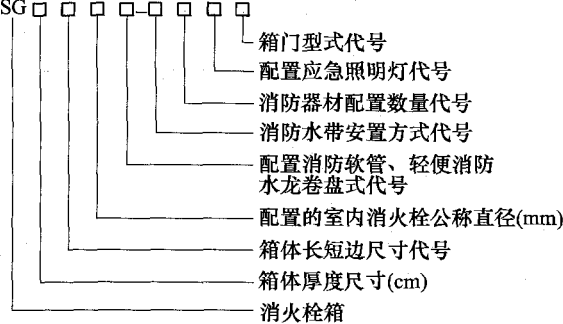 SG□□□□-□□□□
箱门型式代号
配置应急照明灯代号
消防器材配置数量代号
消防水带安置方式代号
配置消防软管、轻便消防
水龙卷盘式代号
配置的室内消火栓公称直径(mm)
箱体长短边尺寸代号
箱体厚度尺寸(cm)
消火栓箱